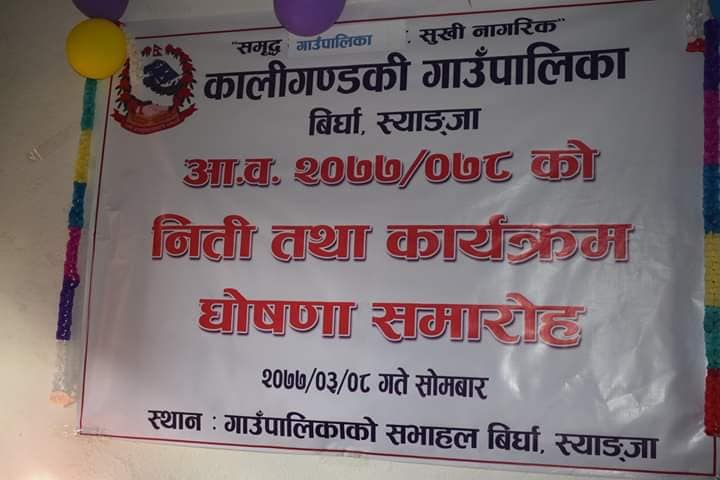 "समृद्ध गाउँपालिका : सुखी नागरिक"
कालीगण्डकी गाउँपालिका
बिर्घा, स्याङ्जा
आ.व. २०७७/०७८ को
निती तथा कार्यक्रम
घोषणा समारोह
२०७७/०३/०८ गते सोमबार
स्थान : गाउँपालिकाको सभाहल बिर्घा, स्याङ्जा